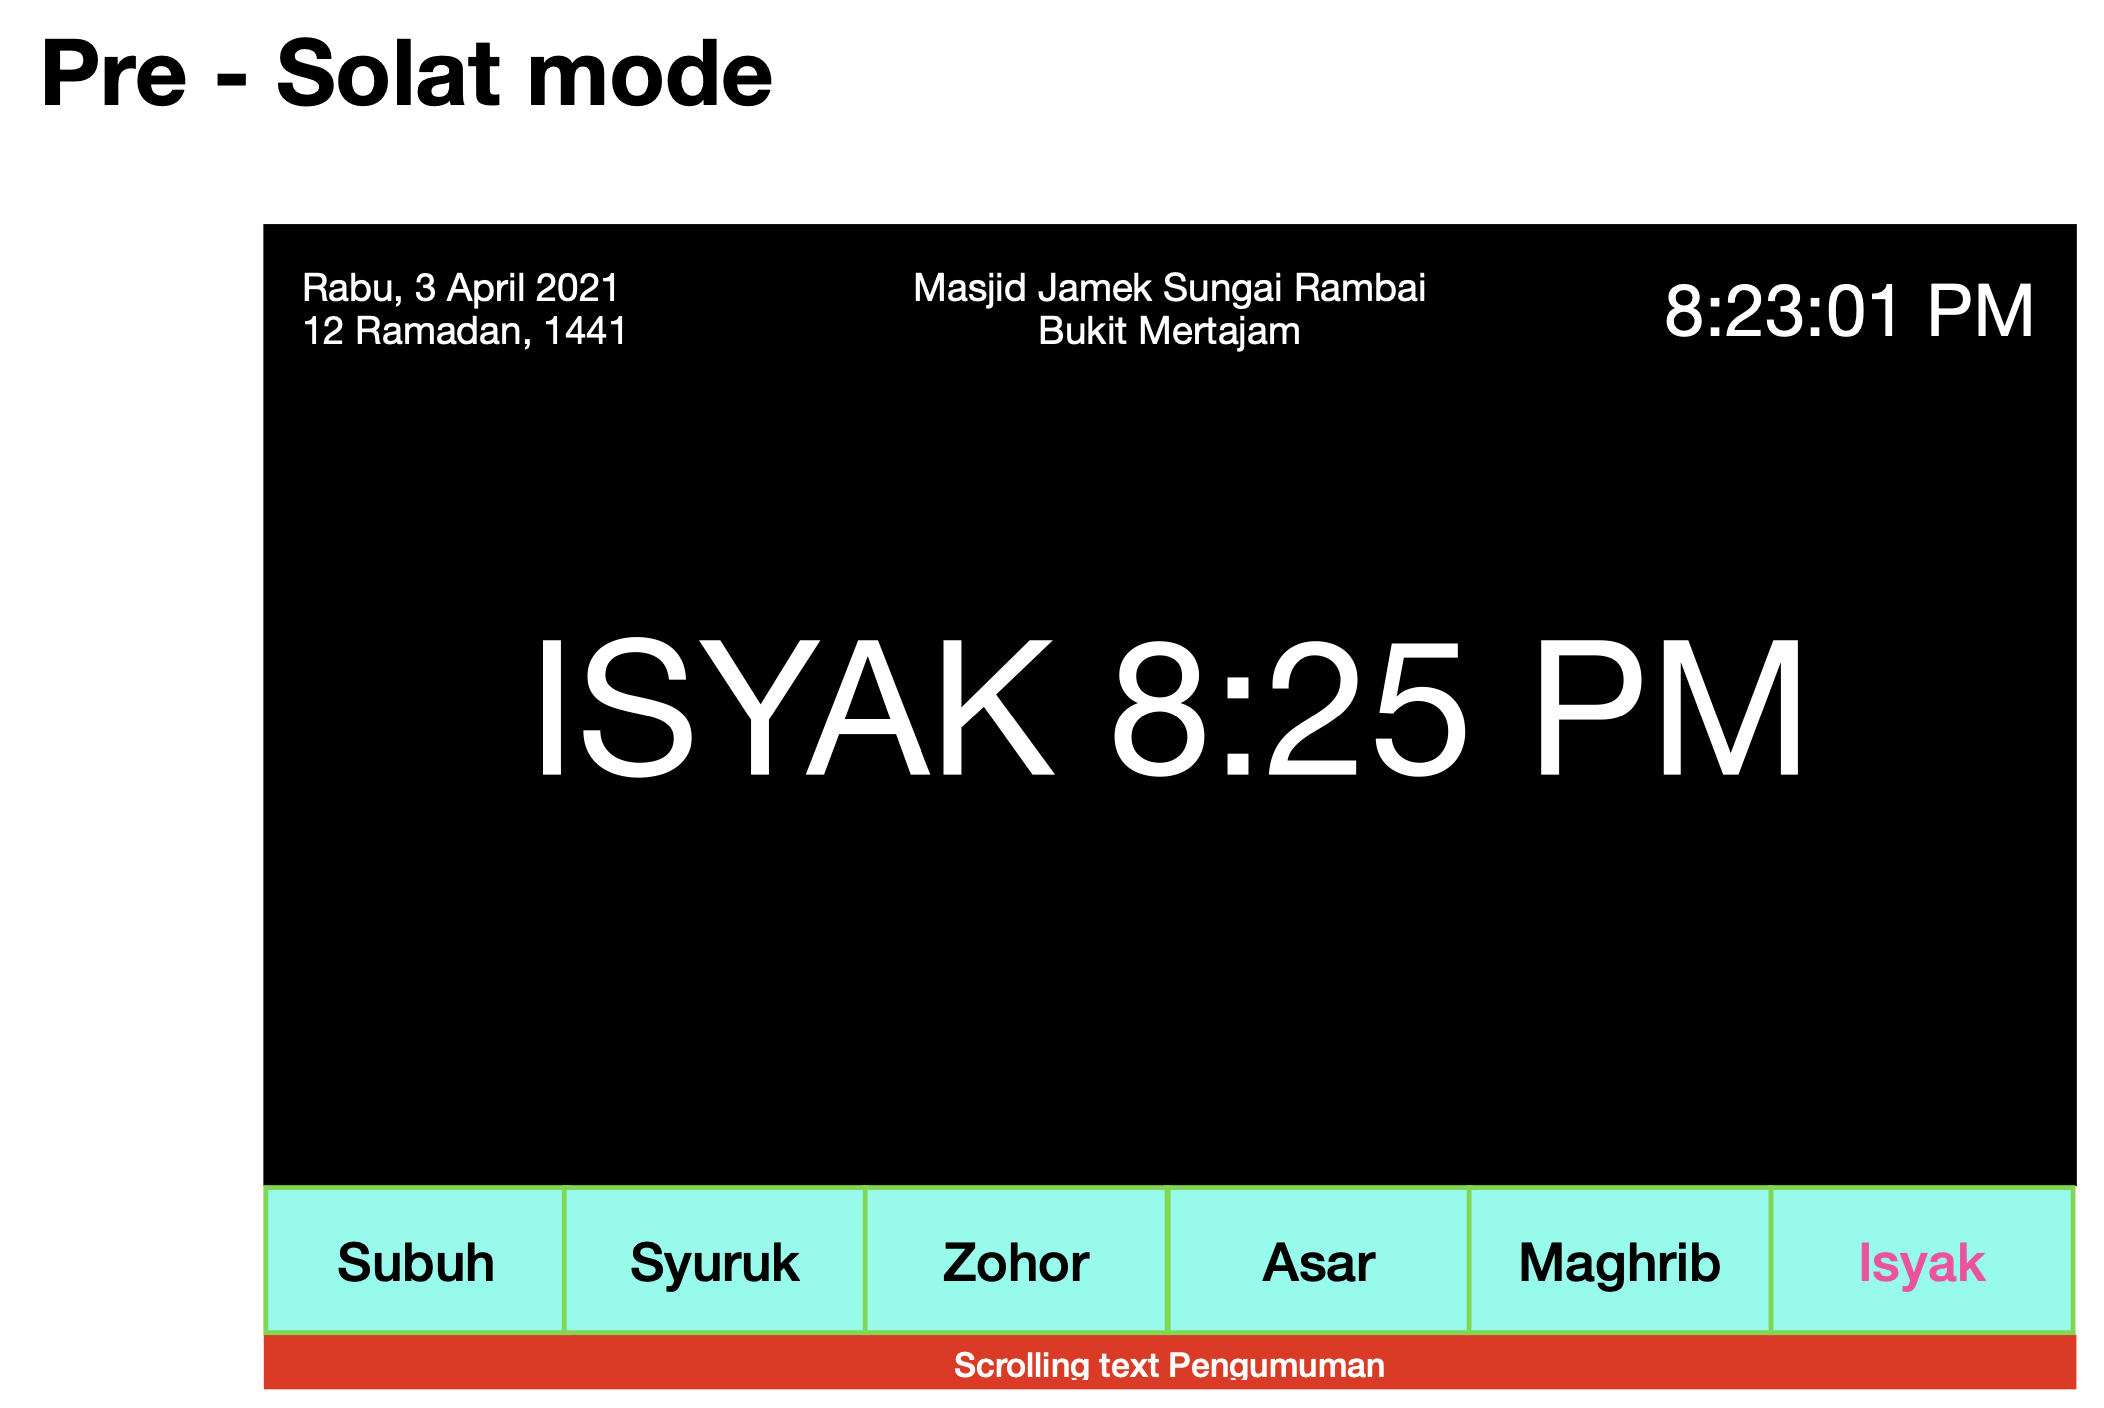 Pre - Solat mode
Rabu, 3 April 2021
12 Ramadan, 1441
Masjid Jamek Sungai Rambai
Bukit Mertajam
8:23:01 PM
ISYAK 8:25 PM
Subuh
Syuruk
Zohor
Asar
Maghrib
Isyak
Scrolling text Pengumuman